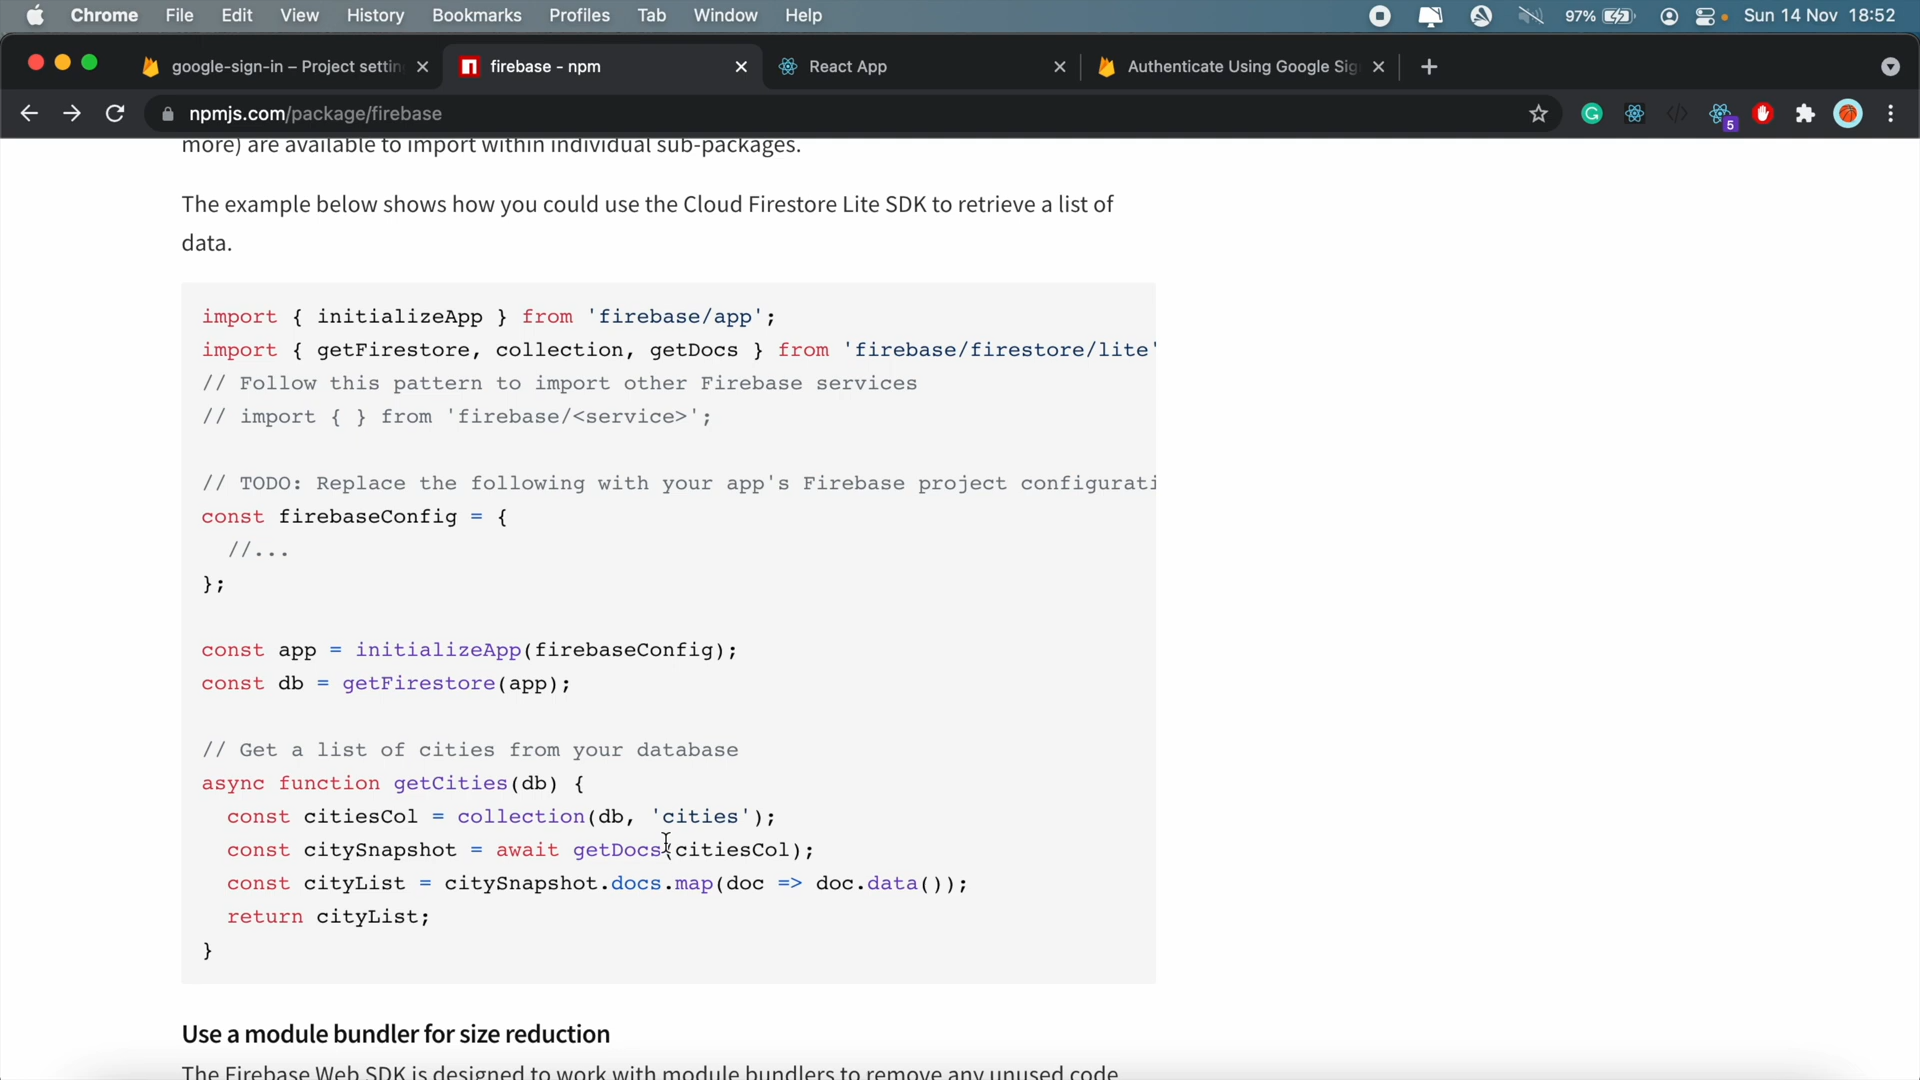 Chrome File Edit View History Bookmarks Profiles Tab Window Help 97% Sun 14 Nov 18:52
google-sign-in – Project settin firebase - npm React App Authenticate Using Google Sig
npmjs.com/package/firebase
5
more) are available to import within individual sub-packages.
The example below shows how you could use the Cloud Firestore Lite SDK to retrieve a list of
data.
import { initializeApp } from 'firebase/app';
import { getFirestore, collection, getDocs } from 'firebase/firestore/lite'
// Follow this pattern to import other Firebase services
// import { } from 'firebase/<service>';
// TODO: Replace the following with your app's Firebase project configurati
const firebaseConfig = {
//...
};
const app = initializeApp(firebaseConfig);
const db = getFirestore(app);
// Get a list of cities from your database
async function getCities(db) {
const citiesCol = collection(db, 'cities');
const citySnapshot = await getDocs(citiesCol);
const cityList = citySnapshot.docs.map(doc => doc.data());
return cityList;
}
Use a module bundler for size reduction
The Firebase Web SDK is designed to work with module bundlers to remove any unused code